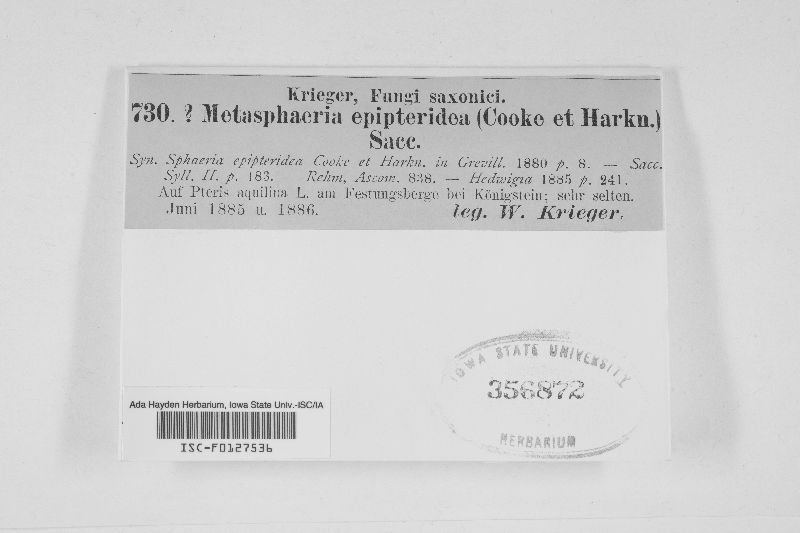 Krieger, Fungi saxonici.
730. ? Metasphaeria epipteridea (Cooke et Harkn.)
Sacc.
Syn. Sphaeria epipteridea Cooke et Harkn. in Grevill. 1880 p. 8. — Sacc.
Syll. II. p. 183. Rehm, Ascom. 838. — Hedwigia 1885 p. 241.
Auf Pteris aquilina L. am Festungsberge bei Königstein; sehr selten.
Juni 1885 u. 1886. leg. W. Krieger.
IOWA STATE UNIVERSITY
356872
HERBARIUM
Ada Hayden Herbarium, Iowa State Univ.-ISC/IA
ISC-F0127536